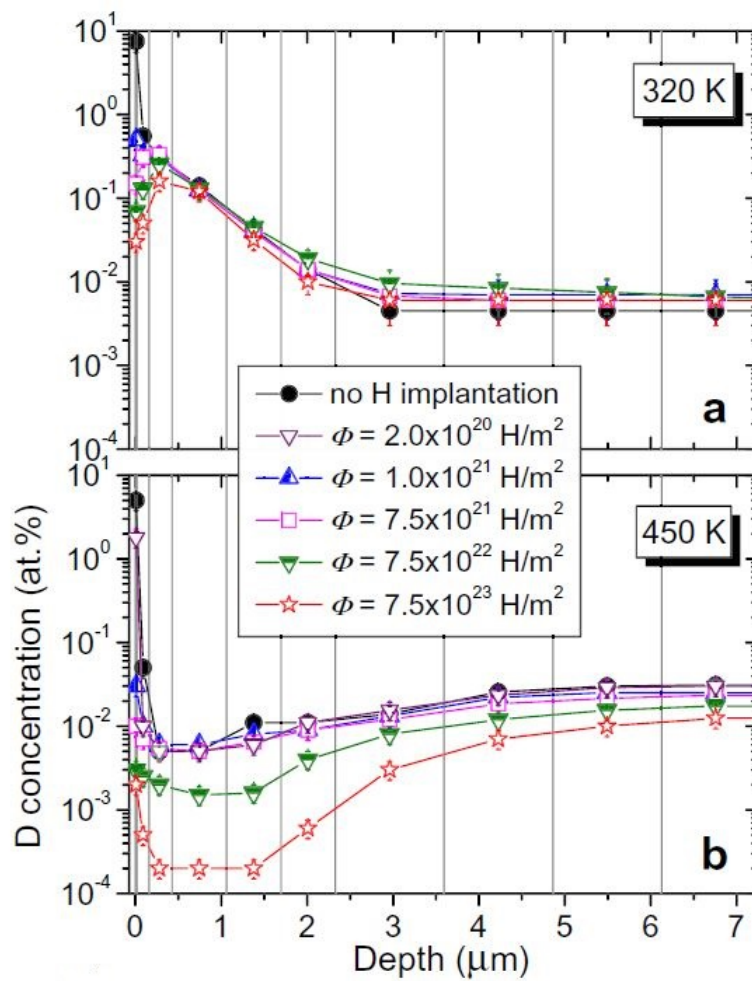 10¹
10⁰
10⁻¹
10⁻²
10⁻³
10⁻⁴
320 K
a
no H implantation
Φ = 2.0x10²⁰ H/m²
Φ = 1.0x10²¹ H/m²
Φ = 7.5x10²¹ H/m²
Φ = 7.5x10²² H/m²
Φ = 7.5x10²³ H/m²
10¹
10⁰
10⁻¹
10⁻²
10⁻³
10⁻⁴
450 K
b
D concentration (at.%)
0 1 2 3 4 5 6 7
Depth (μm)